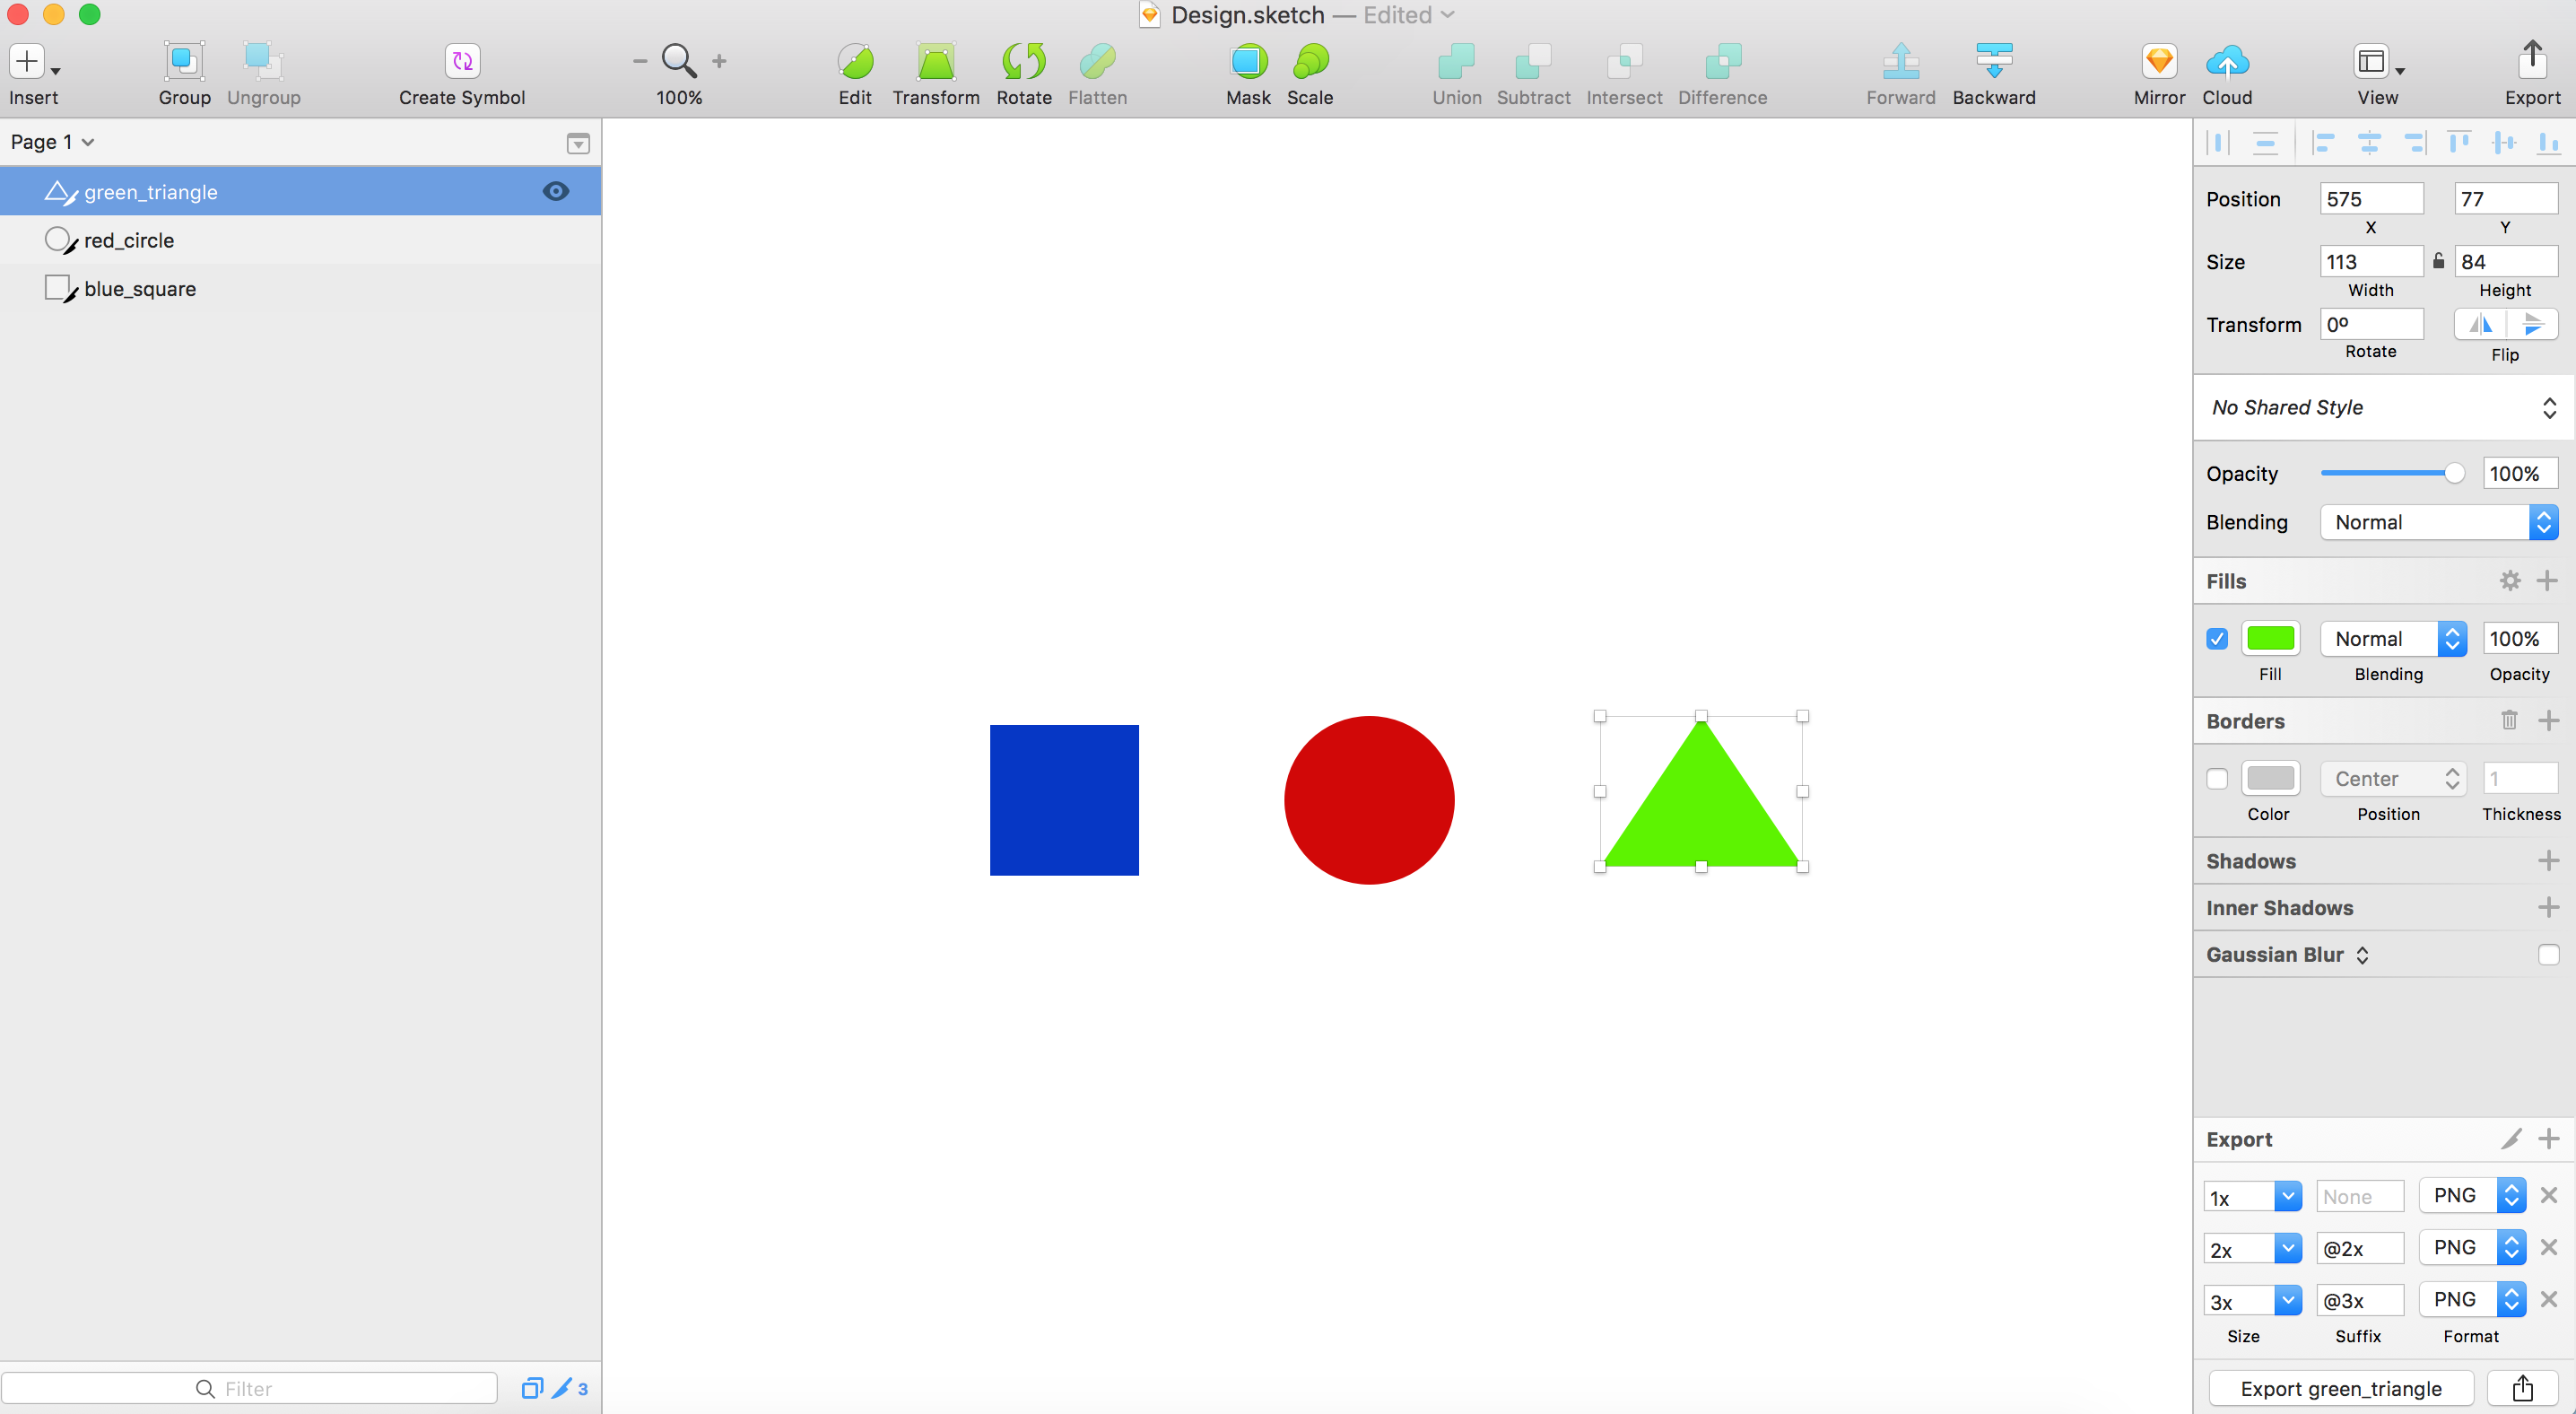 Design.sketch — Edited
Insert Group Ungroup Create Symbol 100% Edit Transform Rotate Flatten Mask Scale Union Subtract Intersect Difference Forward Backward Mirror Cloud View Export
Page 1
green_triangle
red_circle
blue_square
Filter 3
Position 575 77
X Y
Size 113 84
Width Height
Transform 0º
Rotate Flip
No Shared Style
Opacity 100%
Blending Normal
Fills
Normal 100%
Fill Blending Opacity
Borders
Center 1
Color Position Thickness
Shadows
Inner Shadows
Gaussian Blur
Export
1x None PNG
2x @2x PNG
3x @3x PNG
Size Suffix Format
Export green_triangle